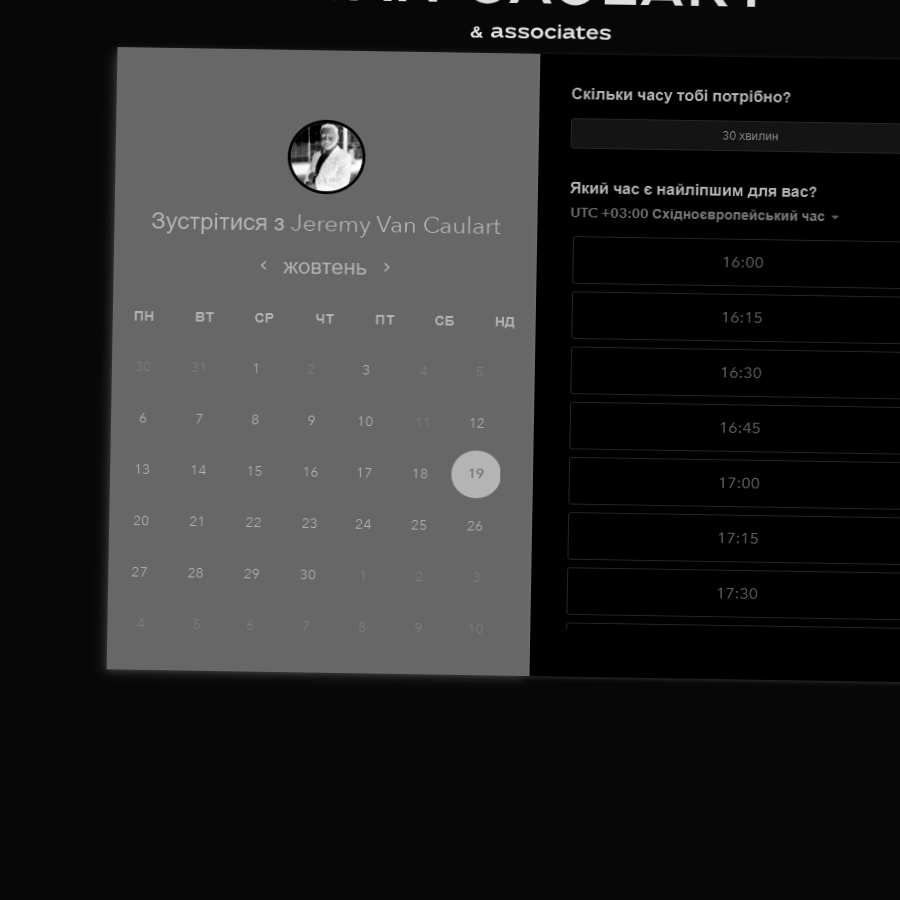 & associates
Зустрітися з Jeremy Van Caulart
жовтень
ПН ВТ СР ЧТ ПТ СБ НД
30 31 1 2 3 4 5
6 7 8 9 10 11 12
13 14 15 16 17 18 19
20 21 22 23 24 25 26
27 28 29 30 1 2 3
4 5 6 7 8 9 10
Скільки часу тобі потрібно?
30 хвилин
Який час є найліпшим для вас?
UTC +03:00 Східноєвропейський час
16:00
16:15
16:30
16:45
17:00
17:15
17:30